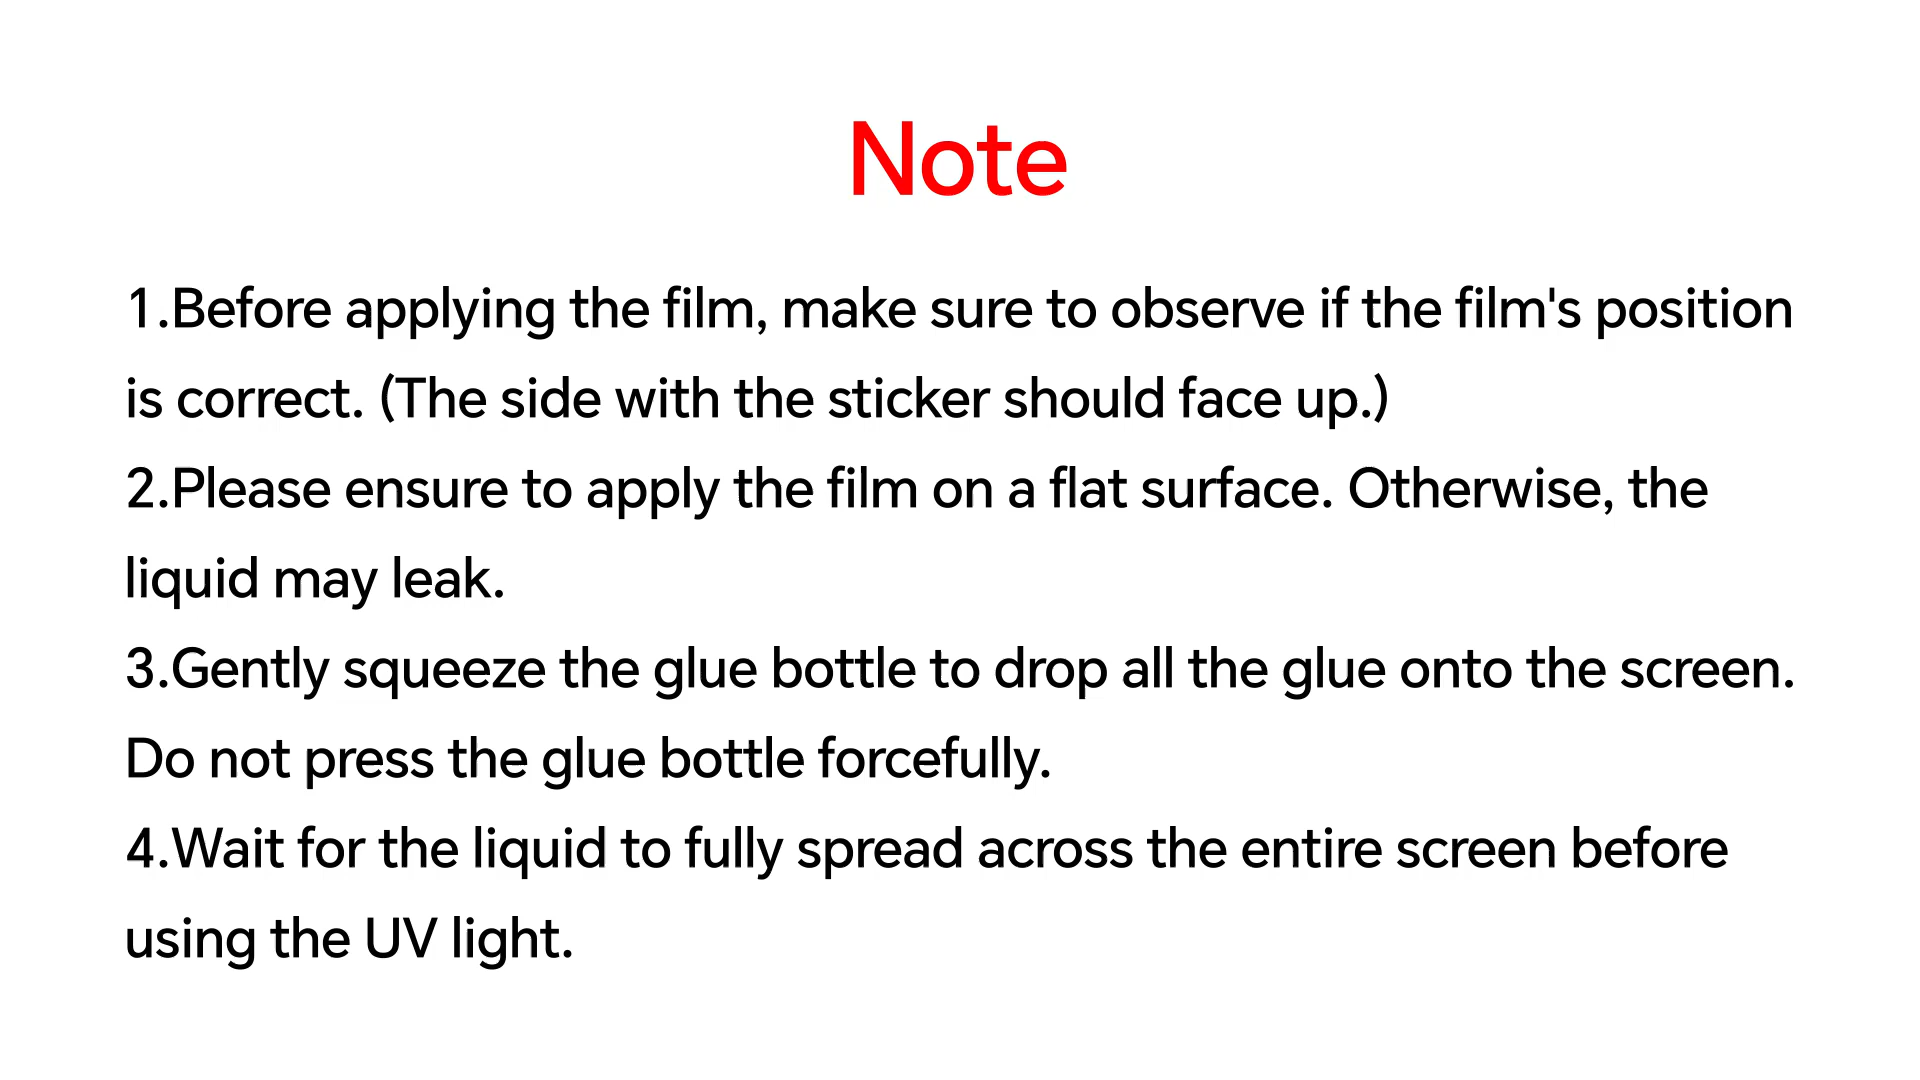 Note
1.Before applying the film, make sure to observe if the film's position
is correct. (The side with the sticker should face up.)
2.Please ensure to apply the film on a flat surface. Otherwise, the
liquid may leak.
3.Gently squeeze the glue bottle to drop all the glue onto the screen.
Do not press the glue bottle forcefully.
4.Wait for the liquid to fully spread across the entire screen before
using the UV light.